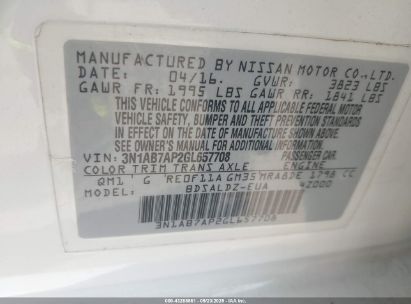 MANUFACTURED BY NISSAN MOTOR CO., LTD.
DATE: 04/16. GVWR: 3823 LBS
GAWR FR: 1995 LBS GAWR RR: 1841 LBS
THIS VEHICLE CONFORMS TO ALL APPLICABLE FEDERAL MOTOR
VEHICLE SAFETY, BUMPER AND THEFT PREVENTION STANDARDS
IN EFFECT ON THE DATE OF MANUFACTURE SHOWN ABOVE.
SEE OWNER'S MANUAL FOR FURTHER INFORMATION
VIN: 3N1AB7AP2GL657708 PASSENGER CAR.
COLOR TRIM TRANS AXLE ENGINE
QM1 G RE0F11A GM35 MRA8DE 1798 CC
MODEL: BDSALDZ-EUA 42000
3N1AB7AP2GL657708